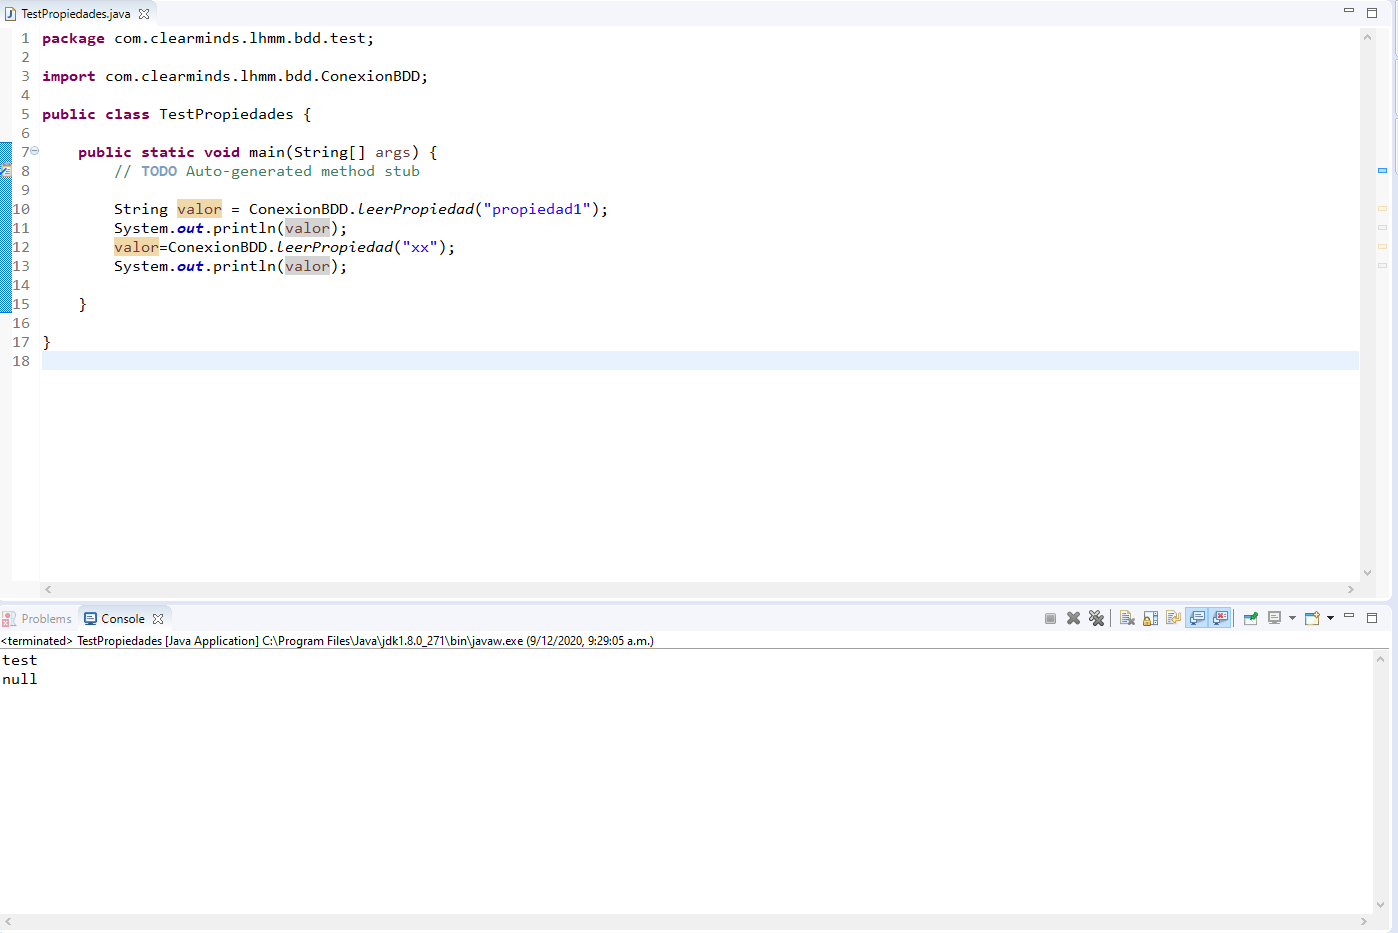 TestPropiedades.java
1 package com.clearminds.lhmm.bdd.test;
2
3 import com.clearminds.lhmm.bdd.ConexionBDD;
4
5 public class TestPropiedades {
6
7 public static void main(String[] args) {
8 // TODO Auto-generated method stub
9
10 String valor = ConexionBDD.leerPropiedad("propiedad1");
11 System.out.println(valor);
12 valor=ConexionBDD.leerPropiedad("xx");
13 System.out.println(valor);
14
15 }
16
17 }
18
Problems Console
<terminated> TestPropiedades [Java Application] C:\Program Files\Java\jdk1.8.0_271\bin\javaw.exe (9/12/2020, 9:29:05 a.m.)
test
null